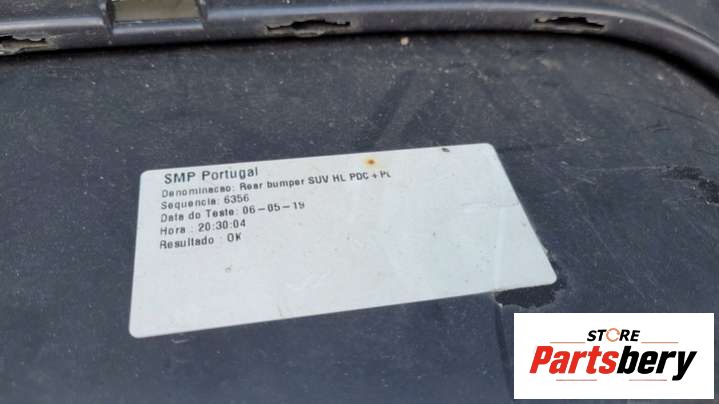 SMP Portugal
Denominacao: Rear bumper SUV HL PDC + PL
Sequencia: 6356
Data do Teste: 06-05-19
Hora : 20:30:04
Resultado : OK
STORE
Partsbery